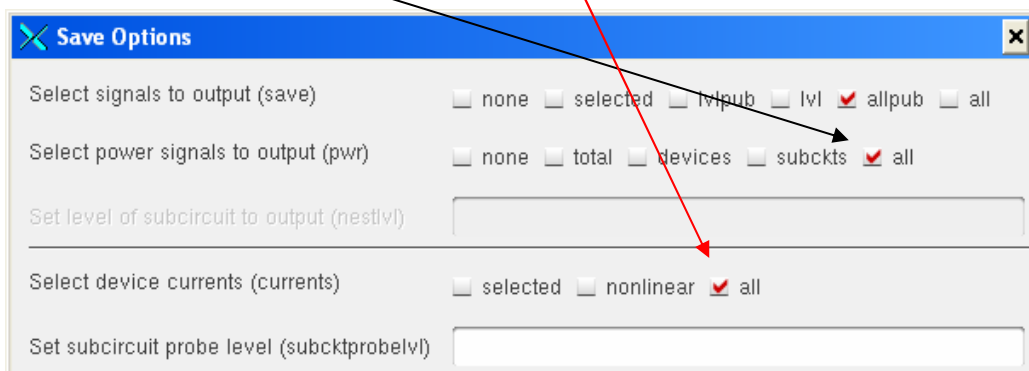 Save Options
Select signals to output (save) none selected lvlpub lvl allpub all
Select power signals to output (pwr) none total devices subckts all
Set level of subcircuit to output (nestlvl)
Select device currents (currents) selected nonlinear all
Set subcircuit probe level (subcktprobelvl)